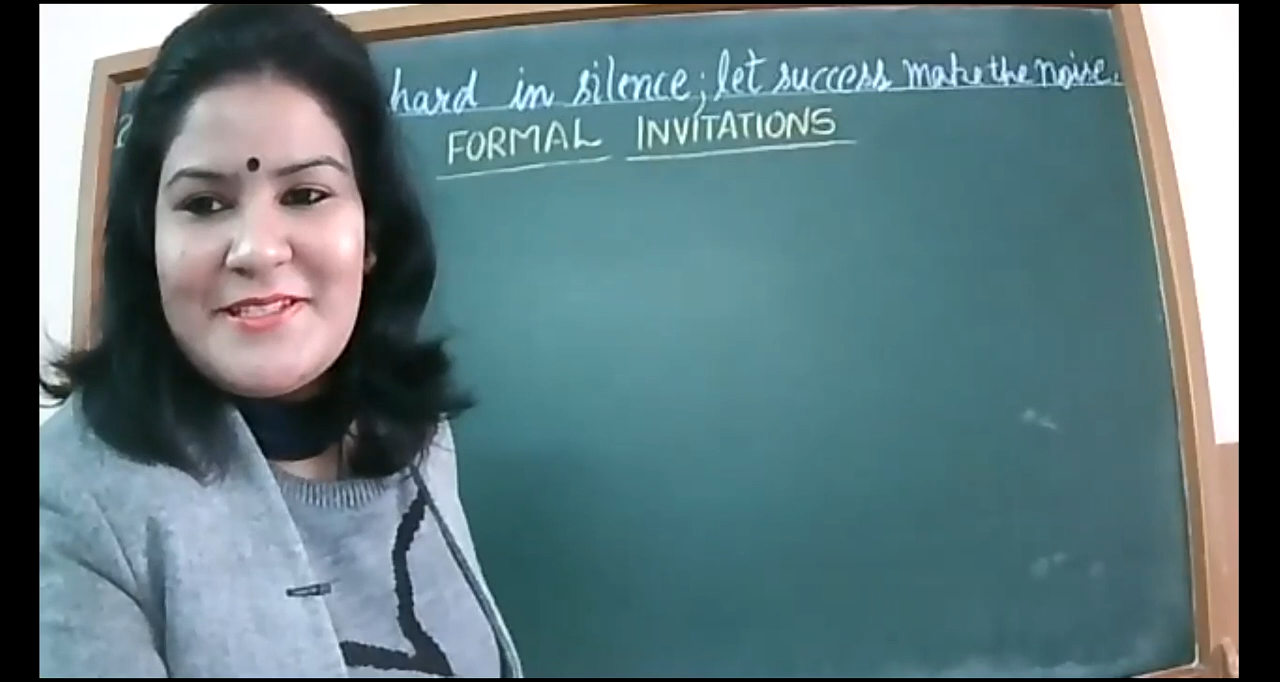 hard in silence; let success make the noise.
FORMAL INVITATIONS